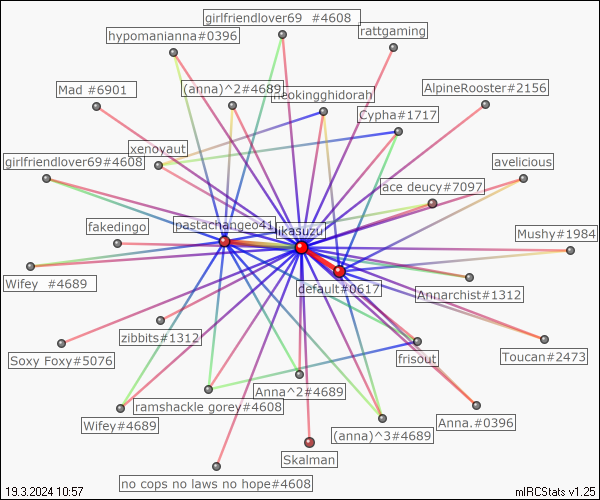 girlfriendlover69 #4608
hypomanianna#0396
rattgaming
Mad #6901
(anna)^2#4689
neokingghidorah
AlpineRooster#2156
Cypha#1717
xenoyaut
girlfriendlover69#4608
avelicious
ace deucy#7097
pastachangeo41
ikasuzu
fakedingo
Mushy#1984
Wifey #4689
default#0617
Annarchist#1312
zibbits#1312
Soxy Foxy#5076
frisout
Toucan#2473
Anna^2#4689
ramshackle gorey#4608
Wifey#4689
Anna.#0396
(anna)^3#4689
Skalman
no cops no laws no hope#4608
19.3.2024 10:57
mIRCStats v1.25